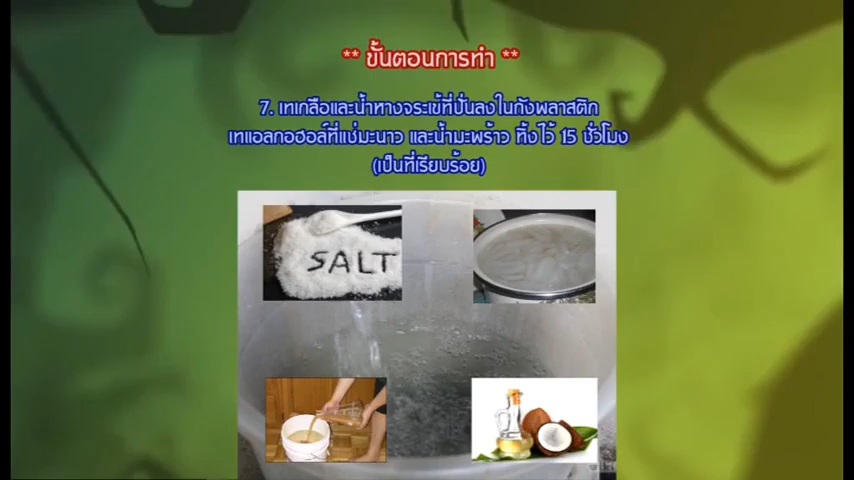 ** ขั้นตอนการทำ **
7. เทเกลือและน้ำหางจระเข้ที่ปั่นลงในถังพลาสติก
เทแอลกอฮอล์ที่แช่มะนาว และน้ำมะพร้าว ทิ้งไว้ 15 ชั่วโมง
(เป็นที่เรียบร้อย)
SALT